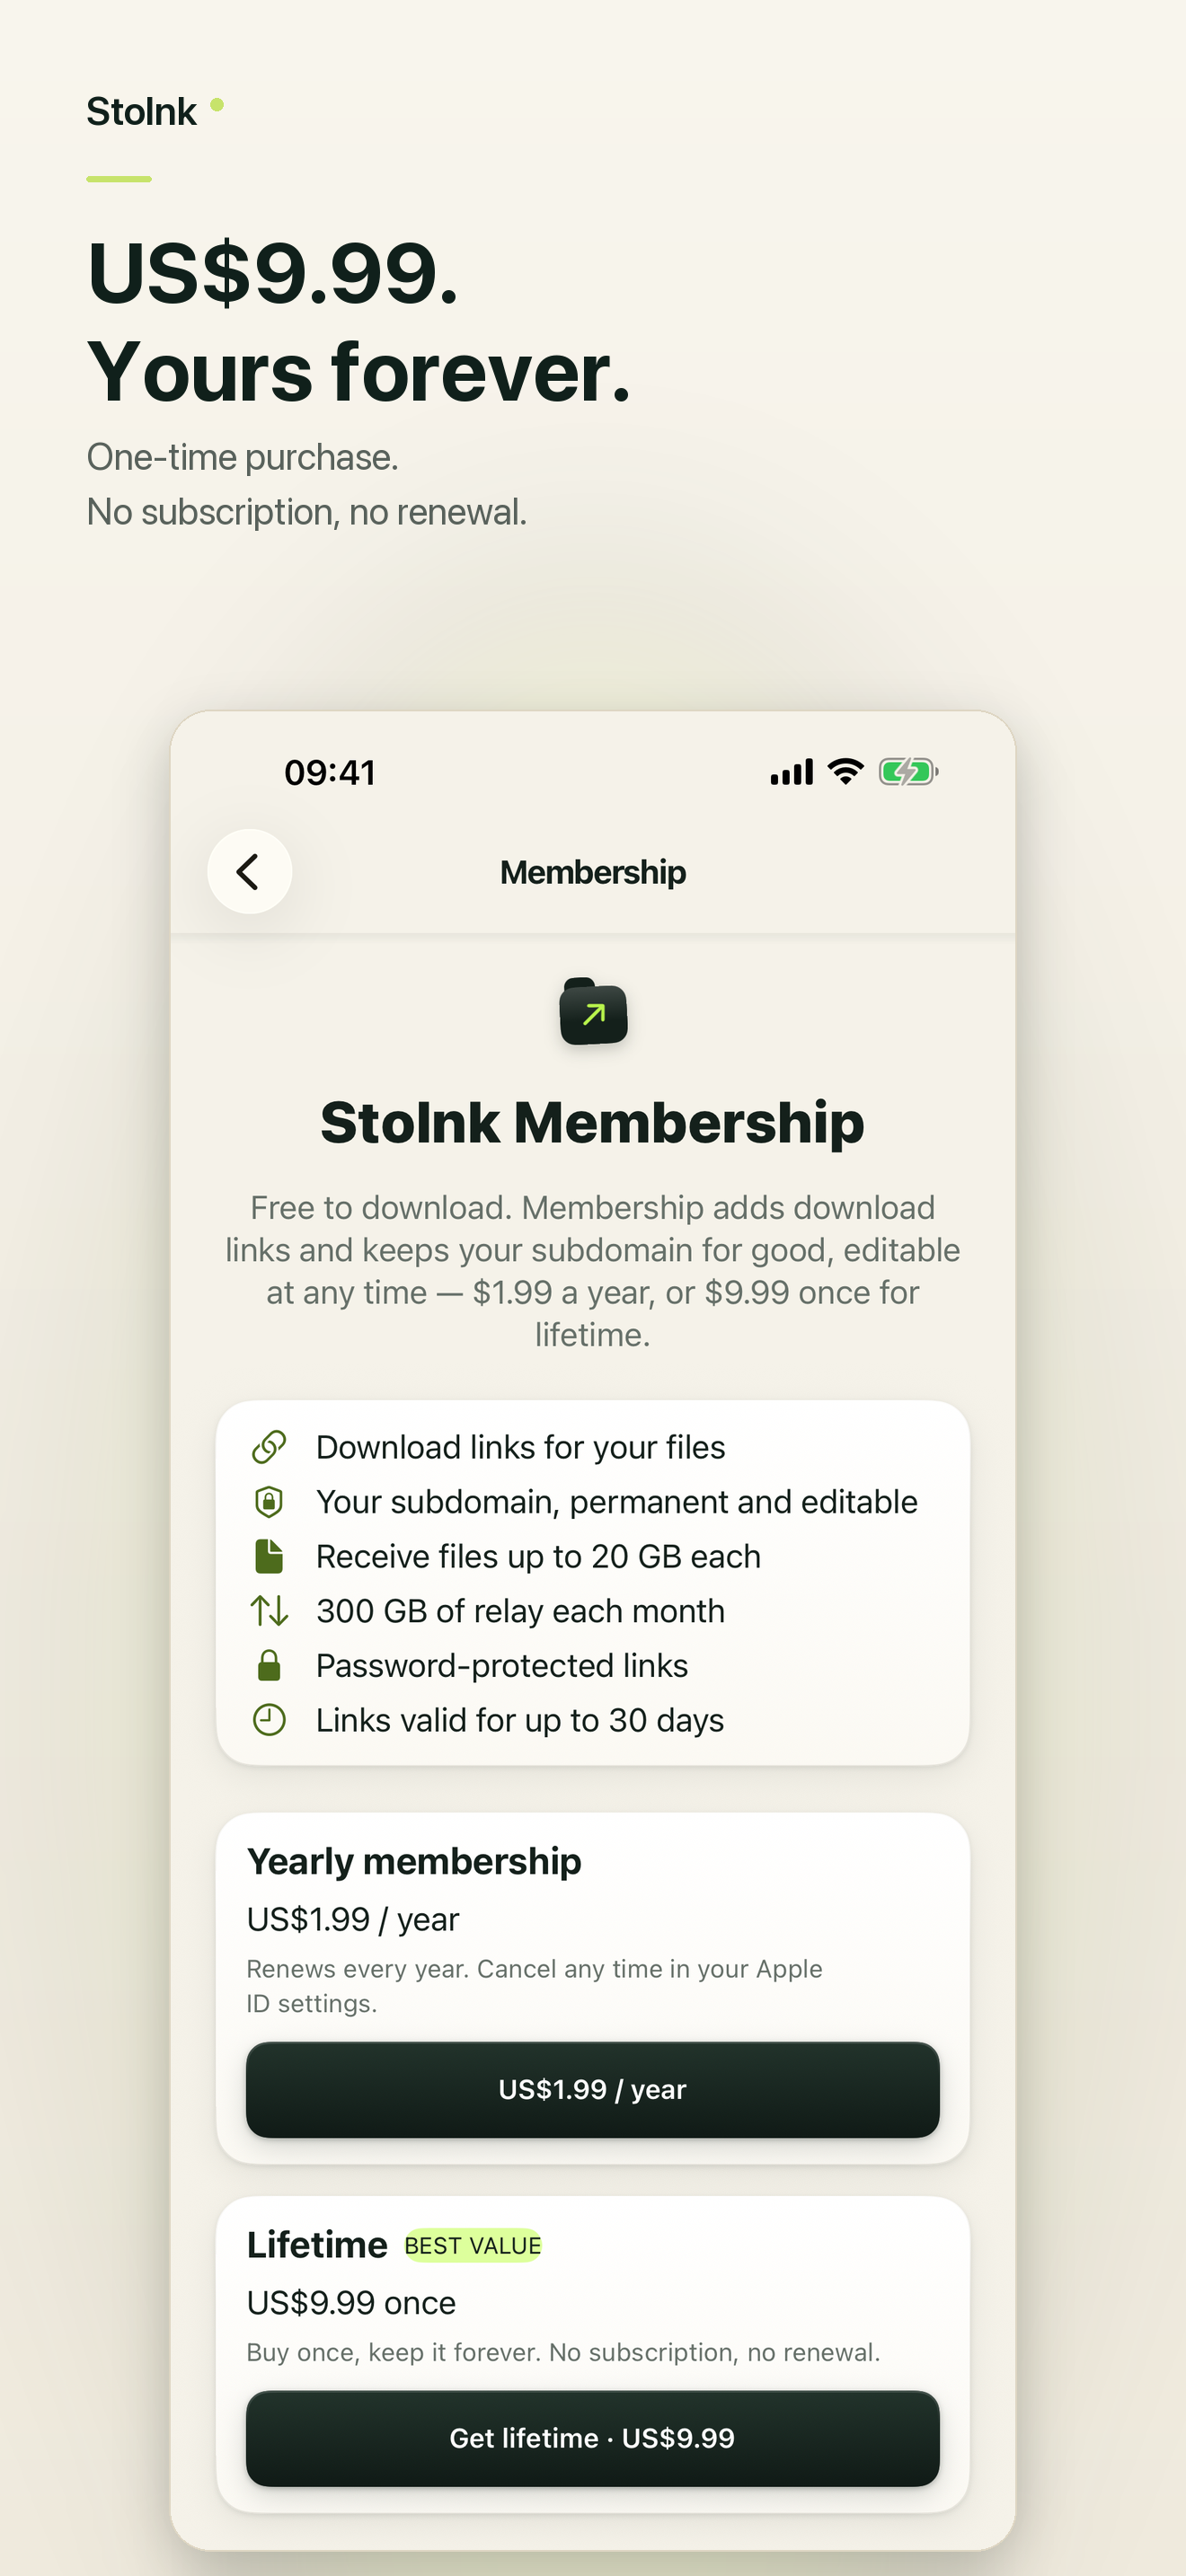 Stolnk
US$9.99.
Yours forever.
One-time purchase.
No subscription, no renewal.
09:41
Membership
Stolnk Membership
Free to download. Membership adds download
links and keeps your subdomain for good, editable
at any time — $1.99 a year, or $9.99 once for
lifetime.
Download links for your files
Your subdomain, permanent and editable
Receive files up to 20 GB each
300 GB of relay each month
Password-protected links
Links valid for up to 30 days
Yearly membership
US$1.99 / year
Renews every year. Cancel any time in your Apple
ID settings.
US$1.99 / year
Lifetime BEST VALUE
US$9.99 once
Buy once, keep it forever. No subscription, no renewal.
Get lifetime · US$9.99